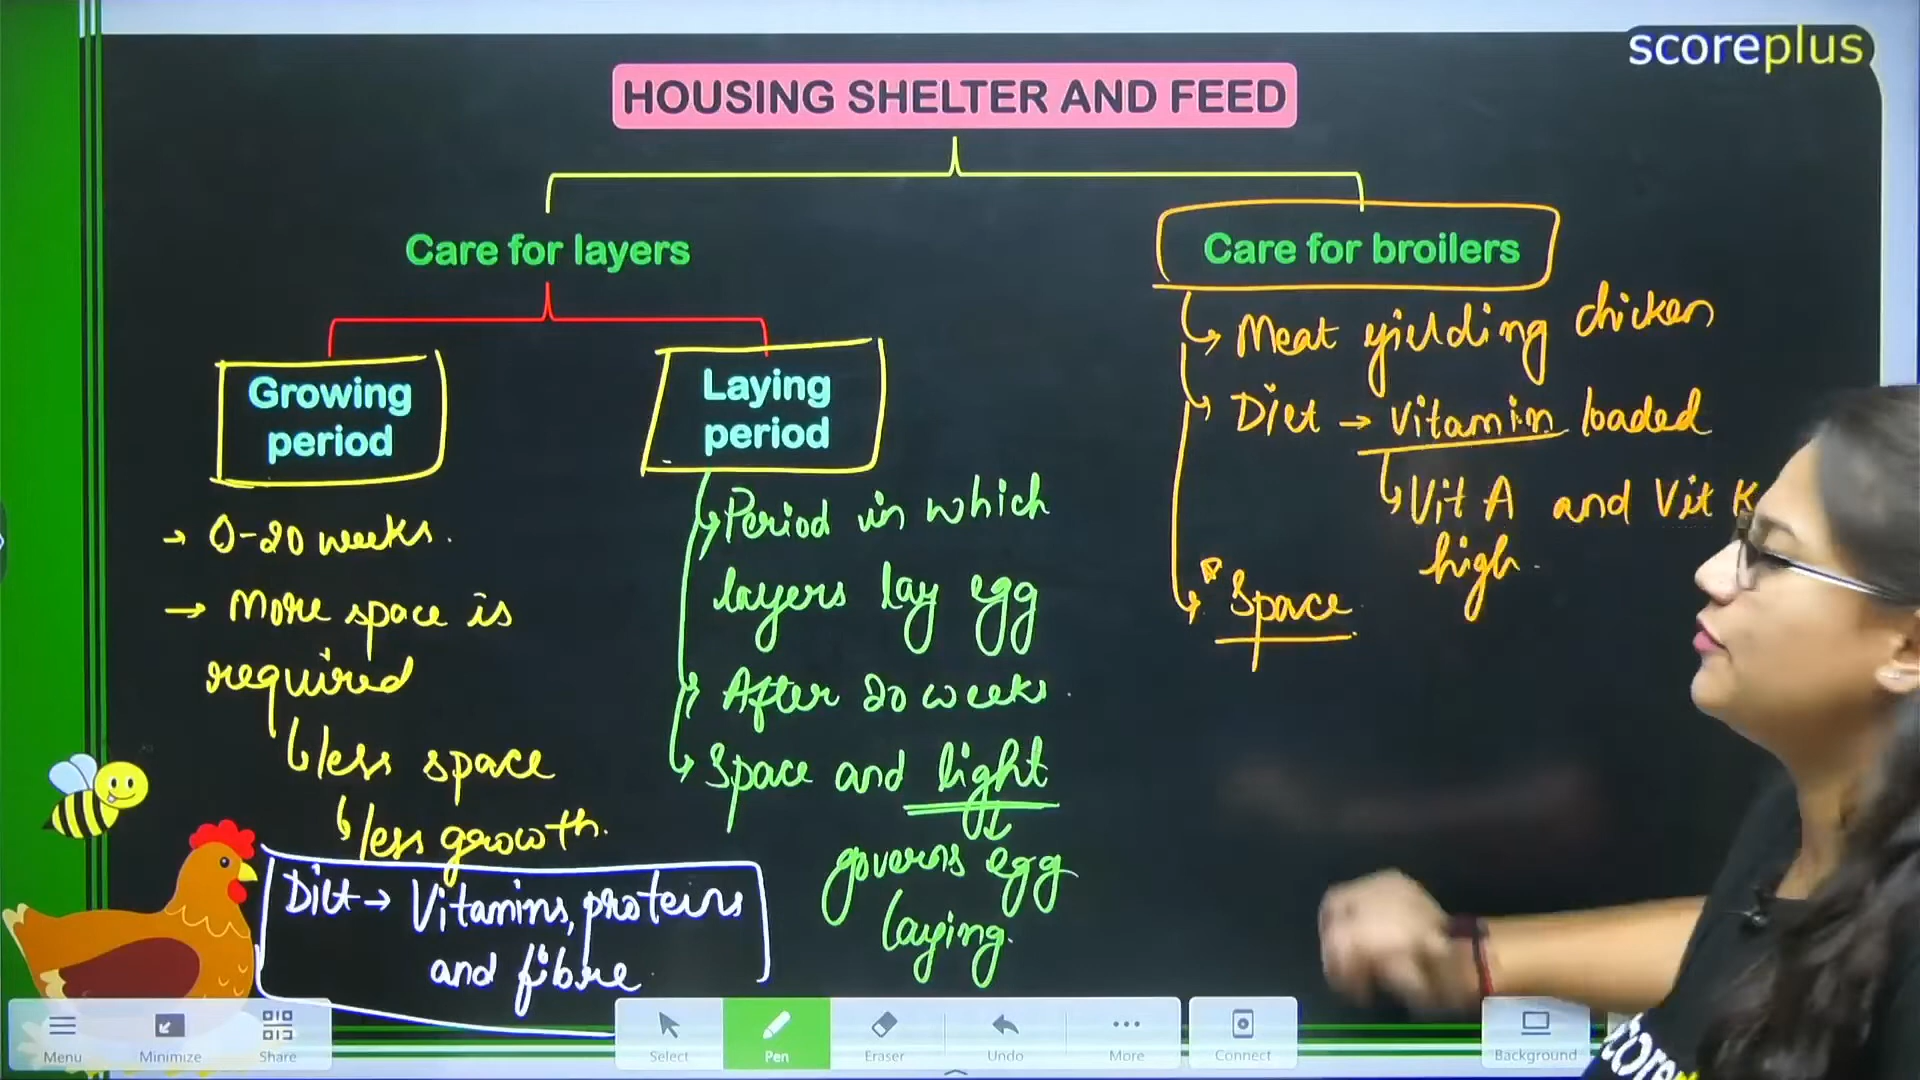 scoreplus
HOUSING SHELTER AND FEED
Care for layers
Growing
period
→ 0-20 weeks.
→ More space is
required
less space
less growth.
Diet → Vitamins, proteins
and fibre
Laying
period
Period in which
layers lay egg
After 20 weeks.
Space and light
governs egg
laying.
Care for broilers
Meat yielding chicken
Diet → Vitamin loaded
Vit A and Vit K
high.
* Space
Menu
Minimize
Share
Select
Pen
Eraser
Undo
More
Connect
Background